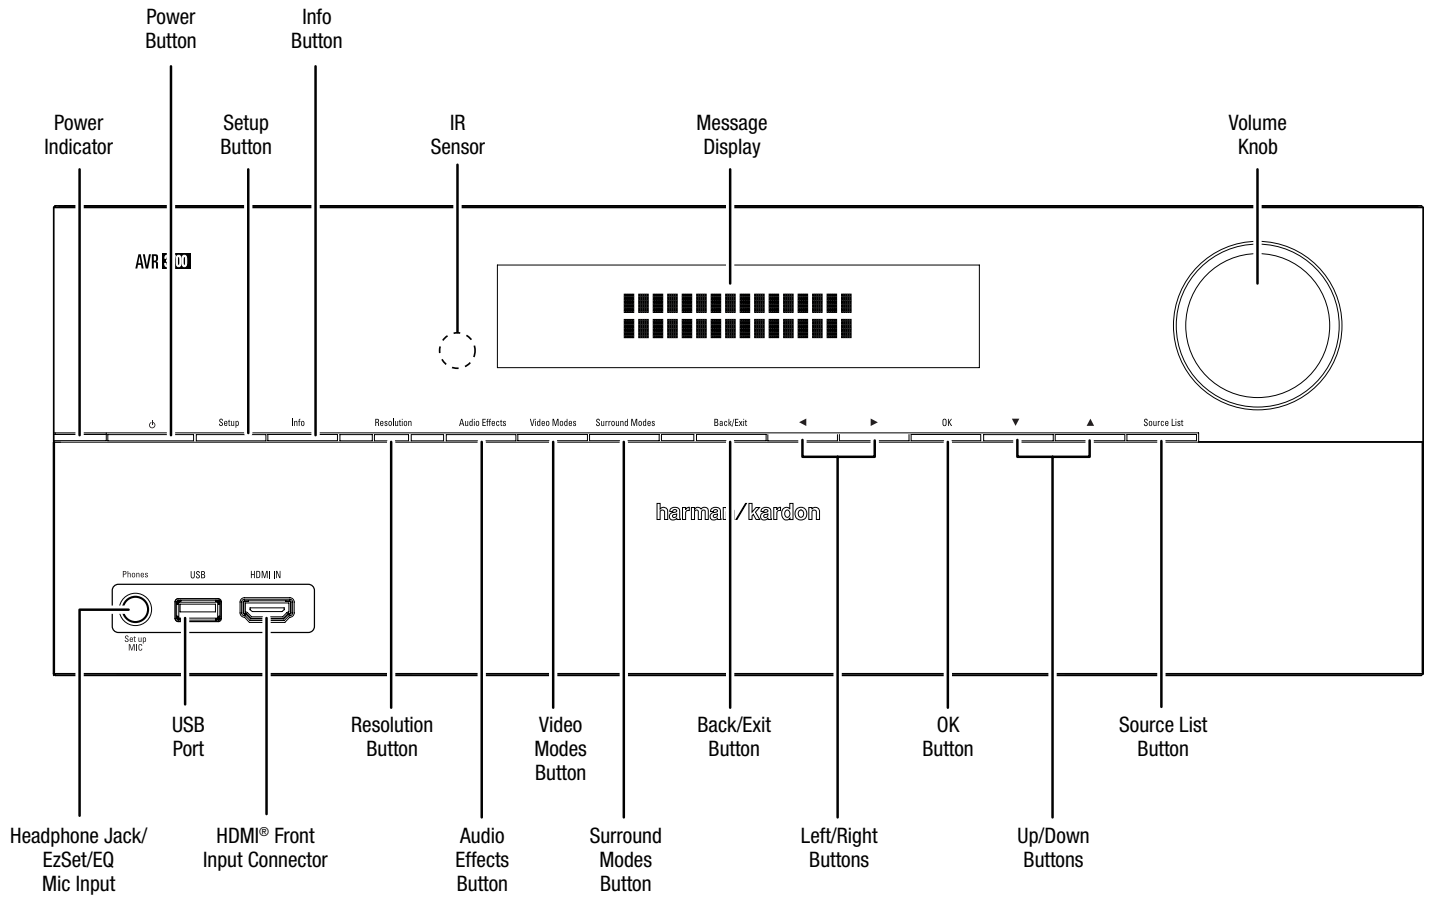 Power
Button
Info
Button
Power
Indicator
Setup
Button
IR
Sensor
Message
Display
Volume
Knob
AVR
Setup
Info
Resolution
Audio Effects
Video Modes
Surround Modes
Back/Exit
OK
Source List
harman/kardon
Phones
USB
HDMI IN
Set up
MIC
USB
Port
Resolution
Button
Video
Modes
Button
Back/Exit
Button
OK
Button
Source List
Button
Headphone Jack/
EzSet/EQ
Mic Input
HDMI® Front
Input Connector
Audio
Effects
Button
Surround
Modes
Button
Left/Right
Buttons
Up/Down
Buttons